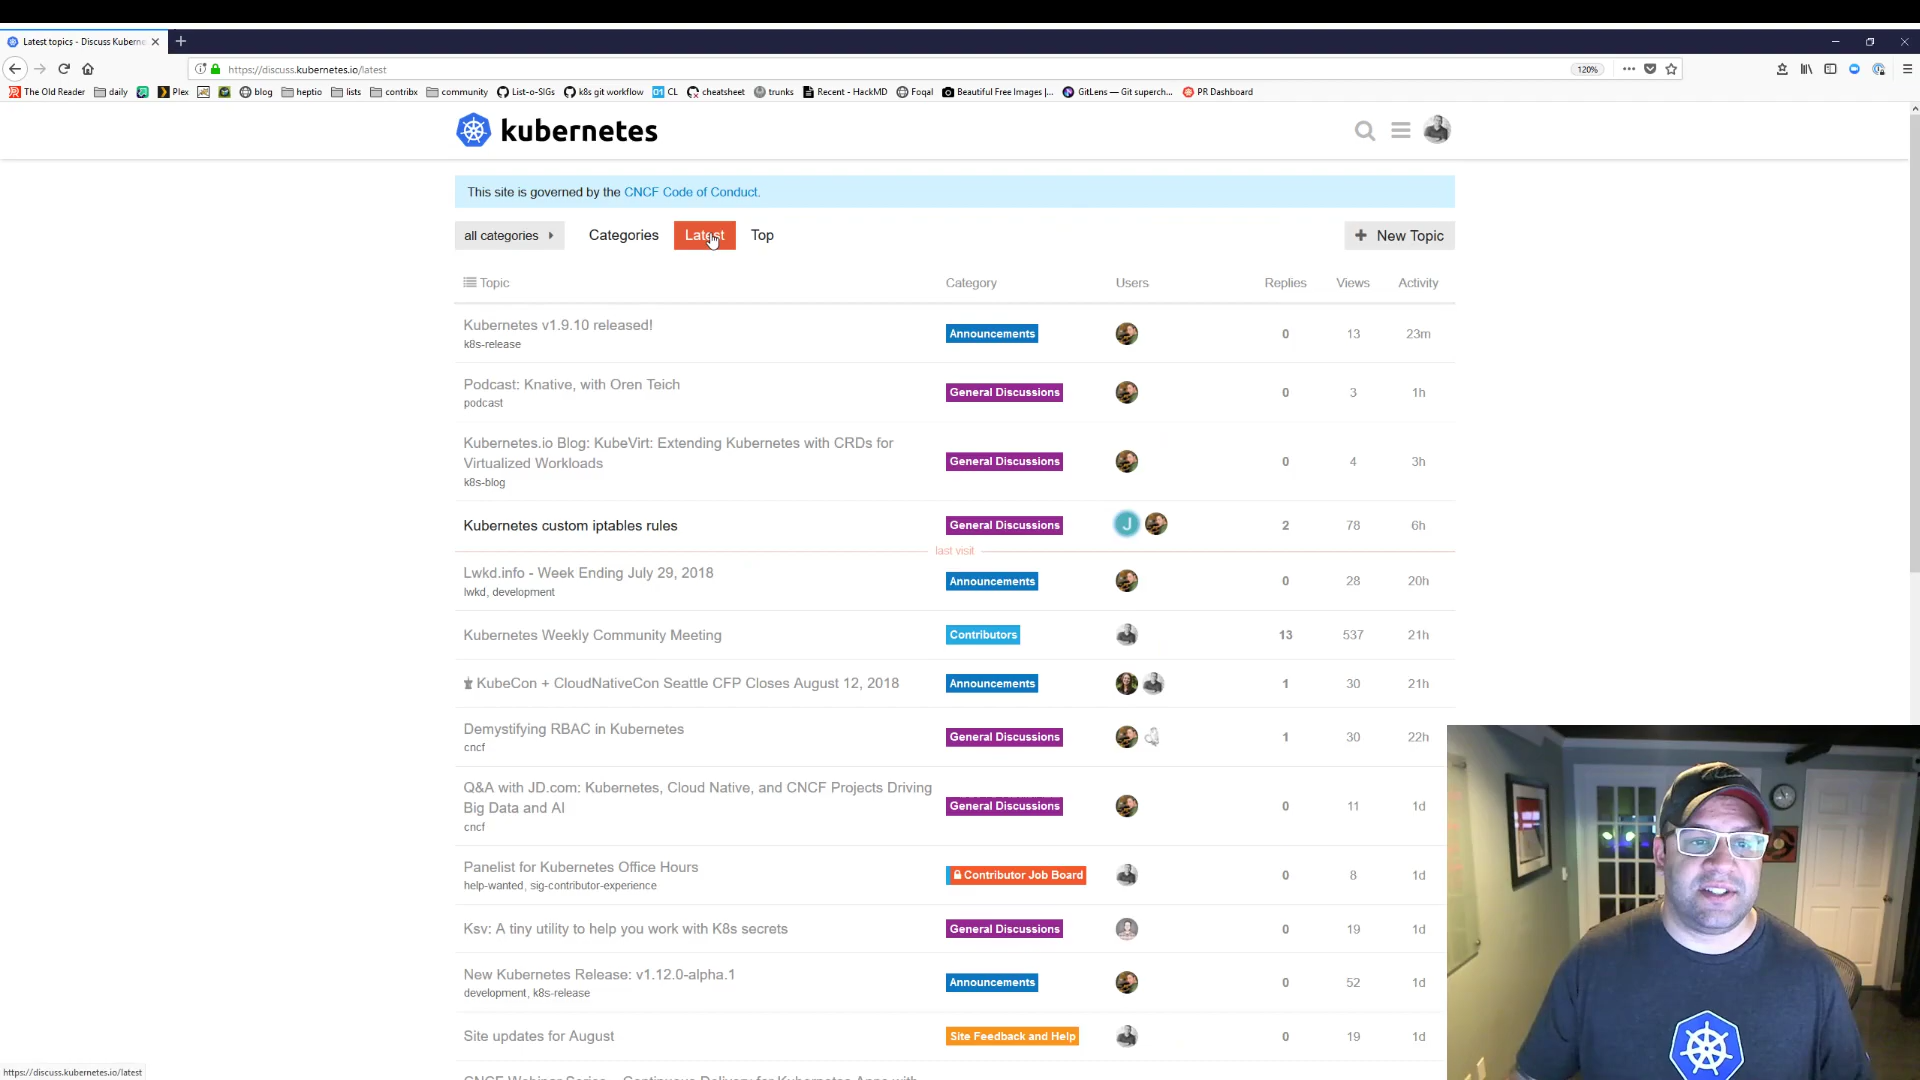 Latest topics - Discuss Kuberne
https://discuss.kubernetes.io/latest
120%
The Old Reader daily Plex blog heptio lists contribx community List-o-SIGs k8s git workflow CL cheatsheet trunks Recent - HackMD Foqal Beautiful Free Images |... GitLens — Git superch... PR Dashboard
kubernetes
This site is governed by the CNCF Code of Conduct.
all categories Categories Latest Top + New Topic
Topic Category Users Replies Views Activity
Kubernetes v1.9.10 released!
k8s-release
Announcements 0 13 23m
Podcast: Knative, with Oren Teich
podcast
General Discussions 0 3 1h
Kubernetes.io Blog: KubeVirt: Extending Kubernetes with CRDs for
Virtualized Workloads
k8s-blog
General Discussions 0 4 3h
Kubernetes custom iptables rules General Discussions J 2 78 6h
last visit
Lwkd.info - Week Ending July 29, 2018
lwkd, development
Announcements 0 28 20h
Kubernetes Weekly Community Meeting Contributors 13 537 21h
KubeCon + CloudNativeCon Seattle CFP Closes August 12, 2018 Announcements 1 30 21h
Demystifying RBAC in Kubernetes
cncf
General Discussions 1 30 22h
Q&A with JD.com: Kubernetes, Cloud Native, and CNCF Projects Driving
Big Data and AI
cncf
General Discussions 0 11 1d
Panelist for Kubernetes Office Hours
help-wanted, sig-contributor-experience
Contributor Job Board 0 8 1d
Ksv: A tiny utility to help you work with K8s secrets General Discussions 0 19 1d
New Kubernetes Release: v1.12.0-alpha.1
development, k8s-release
Announcements 0 52 1d
Site updates for August Site Feedback and Help 0 19 1d
CNCF Webinar Series – Continuous Delivery for Kubernetes Apps with
https://discuss.kubernetes.io/latest